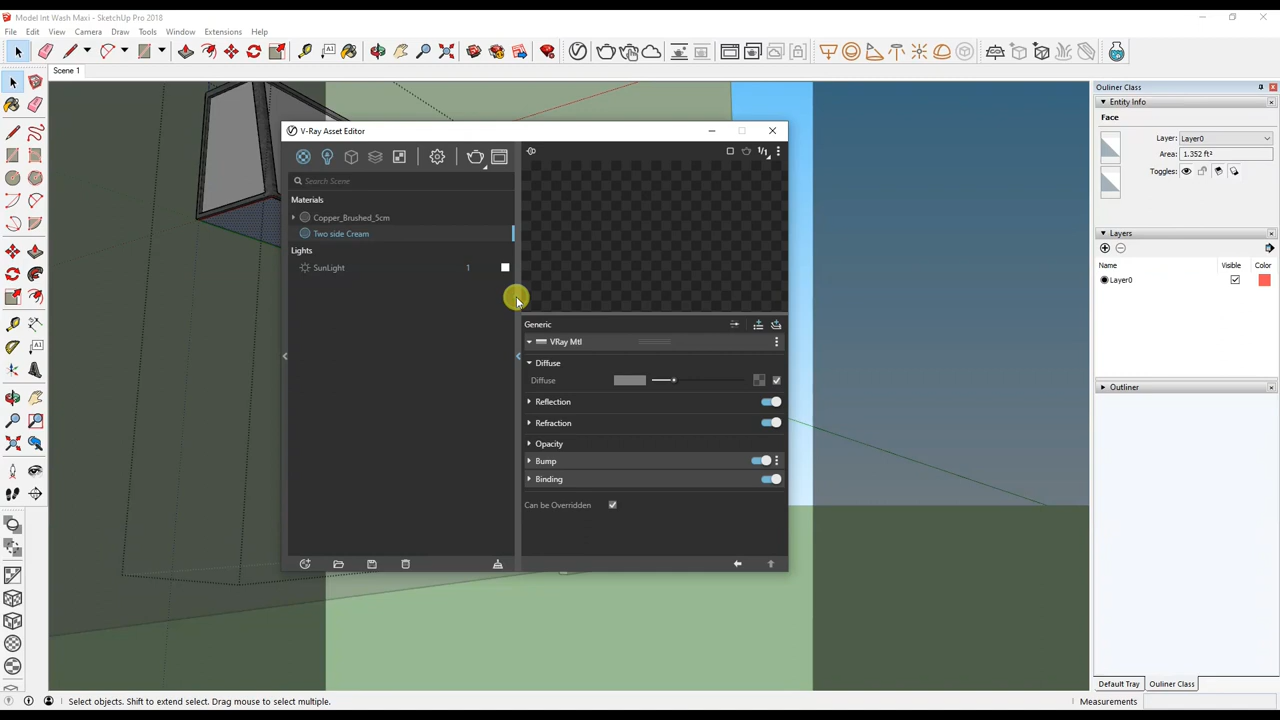 Model Int Wash Maxi - SketchUp Pro 2018
File Edit View Camera Draw Tools Window Extensions Help
Scene 1
V-Ray Asset Editor
Search Scene
Materials
Copper_Brushed_5cm
Two side Cream
Lights
SunLight 1
1/1
Generic
VRay Mtl
Diffuse
Diffuse
Reflection
Refraction
Opacity
Bump
Binding
Can be Overridden
Outliner Class
Entity Info
Face
Layer: Layer0
Area: 1.352 ft²
Toggles:
Layers
Name Visible Color
Layer0
Outliner
Default Tray Outliner Class
Select objects. Shift to extend select. Drag mouse to select multiple.
Measurements